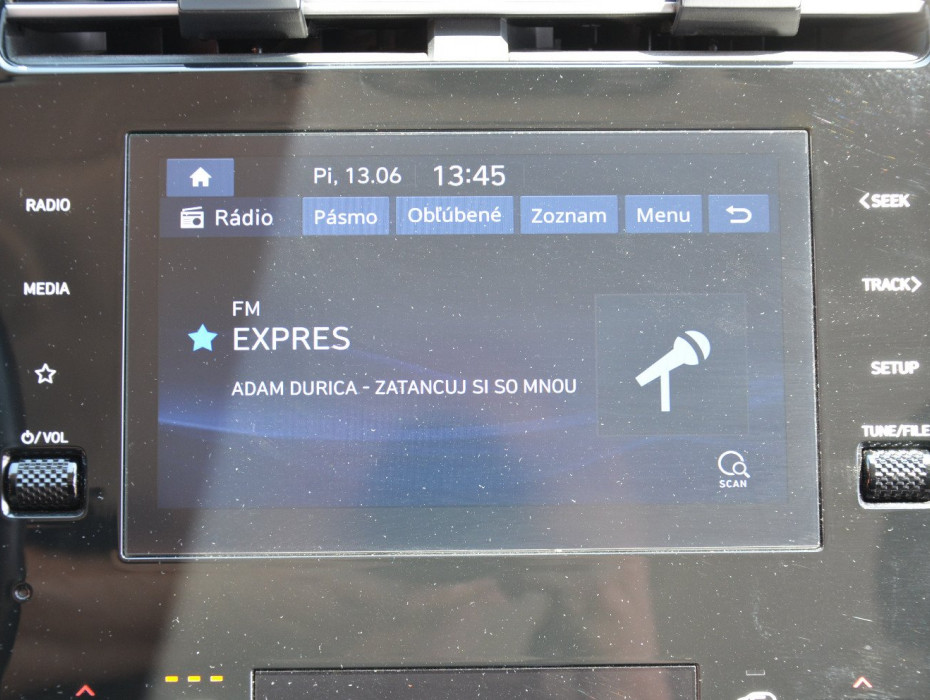 Pi, 13.06 13:45
Rádio Pásmo Obľúbené Zoznam Menu
RADIO
<SEEK
MEDIA
TRACK>
FM
EXPRES
ADAM DURICA - ZATANCUJ SI SO MNOU
SETUP
/VOL
TUNE/FILE
SCAN